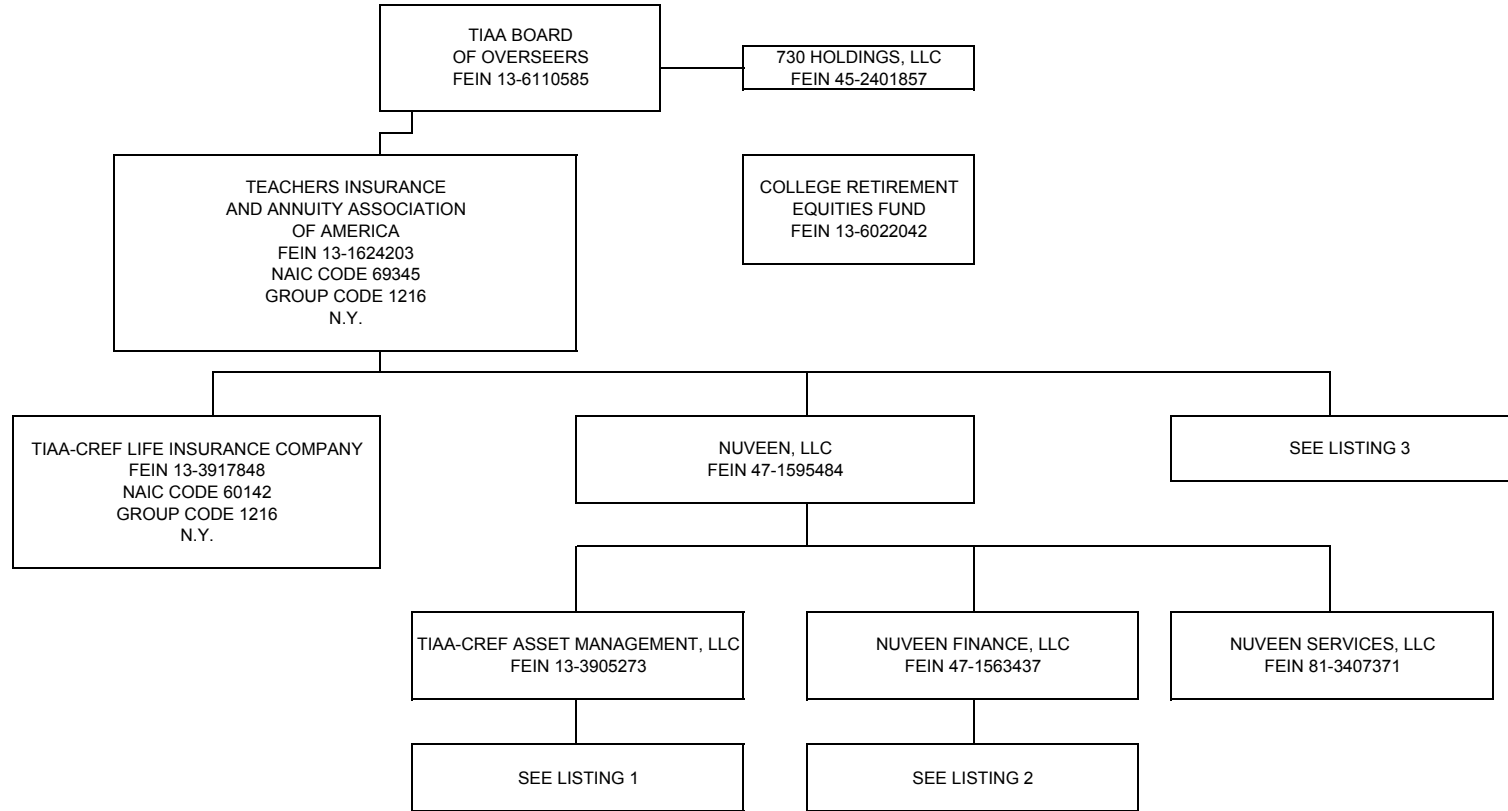 TIAA BOARD
OF OVERSEERS
FEIN 13-6110585
730 HOLDINGS, LLC
FEIN 45-2401857
TEACHERS INSURANCE
AND ANNUITY ASSOCIATION
OF AMERICA
FEIN 13-1624203
NAIC CODE 69345
GROUP CODE 1216
N.Y.
COLLEGE RETIREMENT
EQUITIES FUND
FEIN 13-6022042
TIAA-CREF LIFE INSURANCE COMPANY
FEIN 13-3917848
NAIC CODE 60142
GROUP CODE 1216
N.Y.
NUVEEN, LLC
FEIN 47-1595484
SEE LISTING 3
TIAA-CREF ASSET MANAGEMENT, LLC
FEIN 13-3905273
NUVEEN FINANCE, LLC
FEIN 47-1563437
NUVEEN SERVICES, LLC
FEIN 81-3407371
SEE LISTING 1
SEE LISTING 2